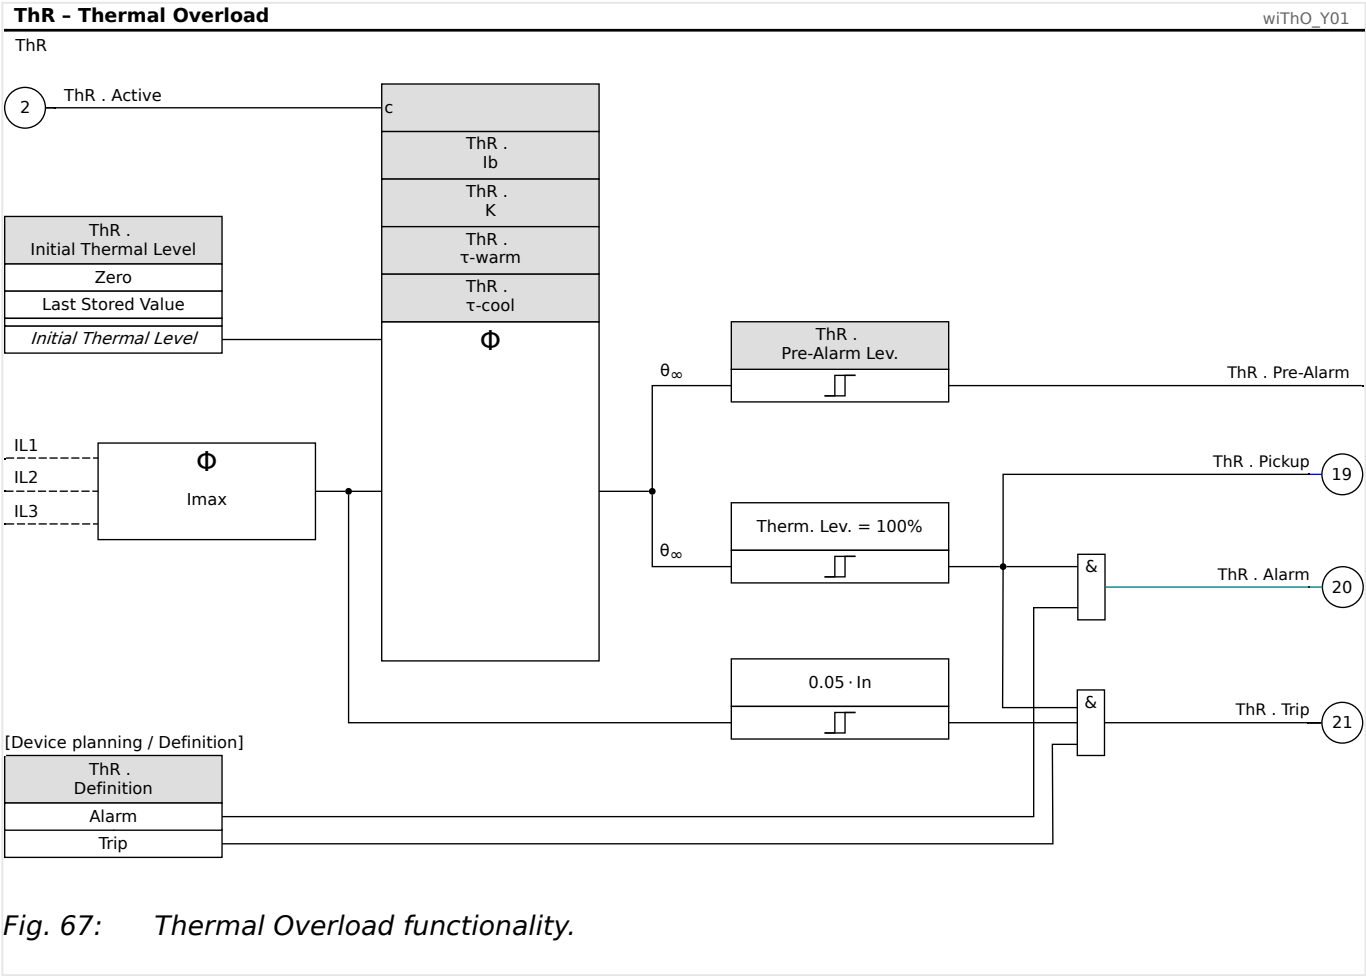 ThR – Thermal Overload
wiThO_Y01
ThR
2
ThR . Active
c
ThR .
Ib
ThR .
K
ThR .
τ-warm
ThR .
τ-cool
Φ
ThR .
Initial Thermal Level
Zero
Last Stored Value
Initial Thermal Level
IL1
IL2
IL3
Φ
Imax
θ∞
ThR .
Pre-Alarm Lev.
ThR . Pre-Alarm
θ∞
Therm. Lev. = 100%
ThR . Pickup
19
&
ThR . Alarm
20
0.05 · In
&
ThR . Trip
21
[Device planning / Definition]
ThR .
Definition
Alarm
Trip
Fig. 67: Thermal Overload functionality.